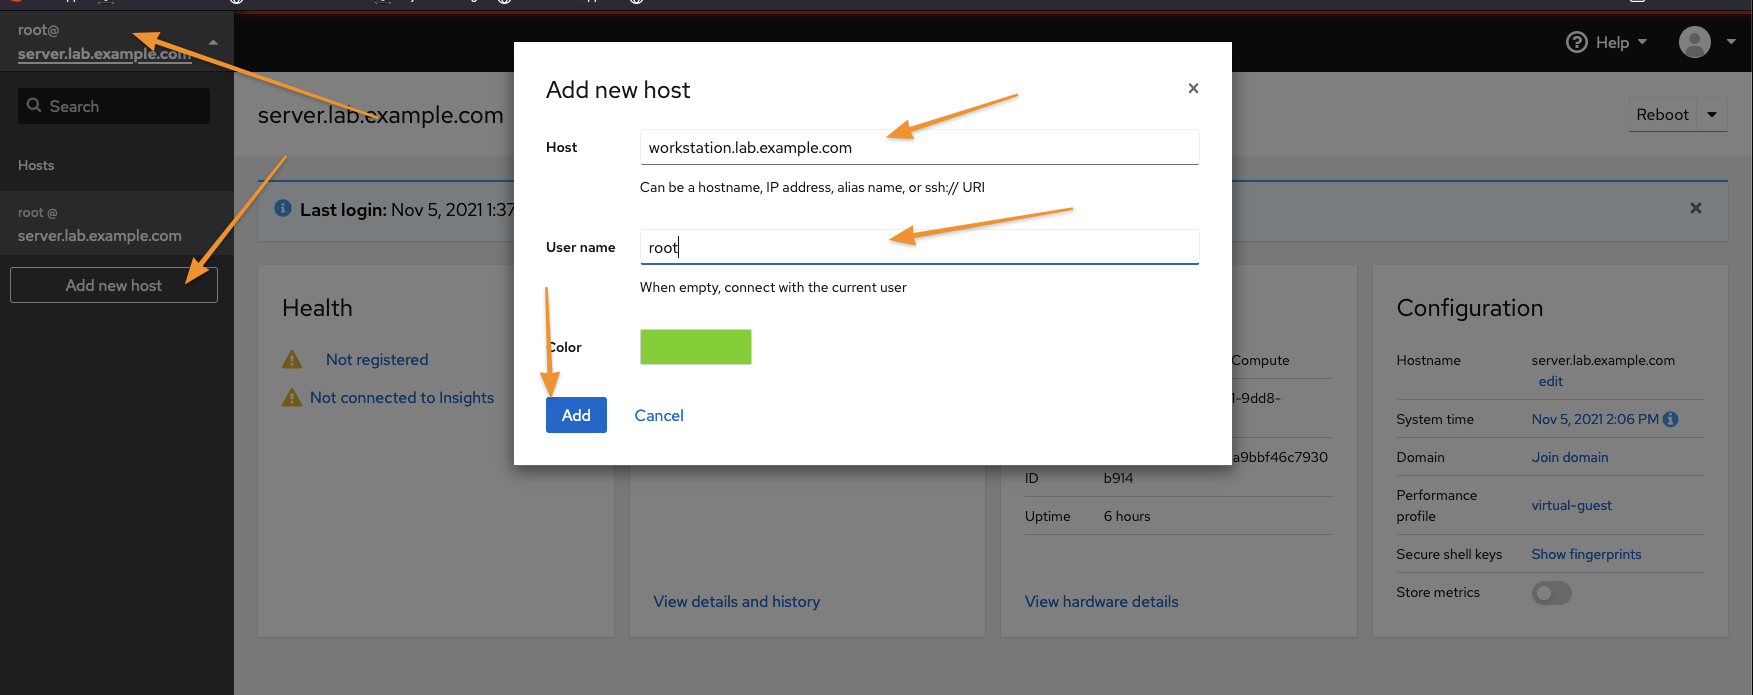 root@
server.lab.example.com
Search
Hosts
root @
server.lab.example.com
Add new host
Help
server.lab.example.com
Reboot
Last login: Nov 5, 2021 1:37
Health
Not registered
Not connected to Insights
View details and history
Add new host
Host
workstation.lab.example.com
Can be a hostname, IP address, alias name, or ssh:// URI
User name
root
When empty, connect with the current user
Color
Add
Cancel
Compute
1-9dd8-
a9bbf46c7930
ID b914
Uptime 6 hours
View hardware details
Configuration
Hostname server.lab.example.com
edit
System time Nov 5, 2021 2:06 PM
Domain Join domain
Performance
profile virtual-guest
Secure shell keys Show fingerprints
Store metrics